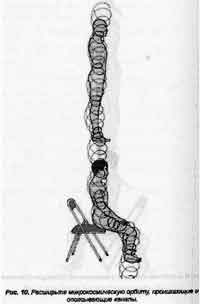 Рис. 10. Расширьте микрокосмическую орбиту, пронизывающие и
опоясывающие каналы.